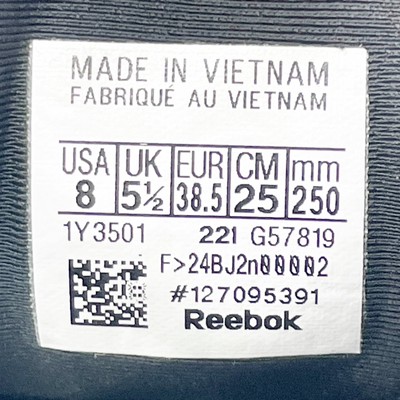 MADE IN VIETNAM
FABRIQUÉ AU VIETNAM
USA UK EUR CM mm
8 5½ 38.5 25 250
1Y3501 22I G57819
F>24BJ2n00002
#127095391
Reebok